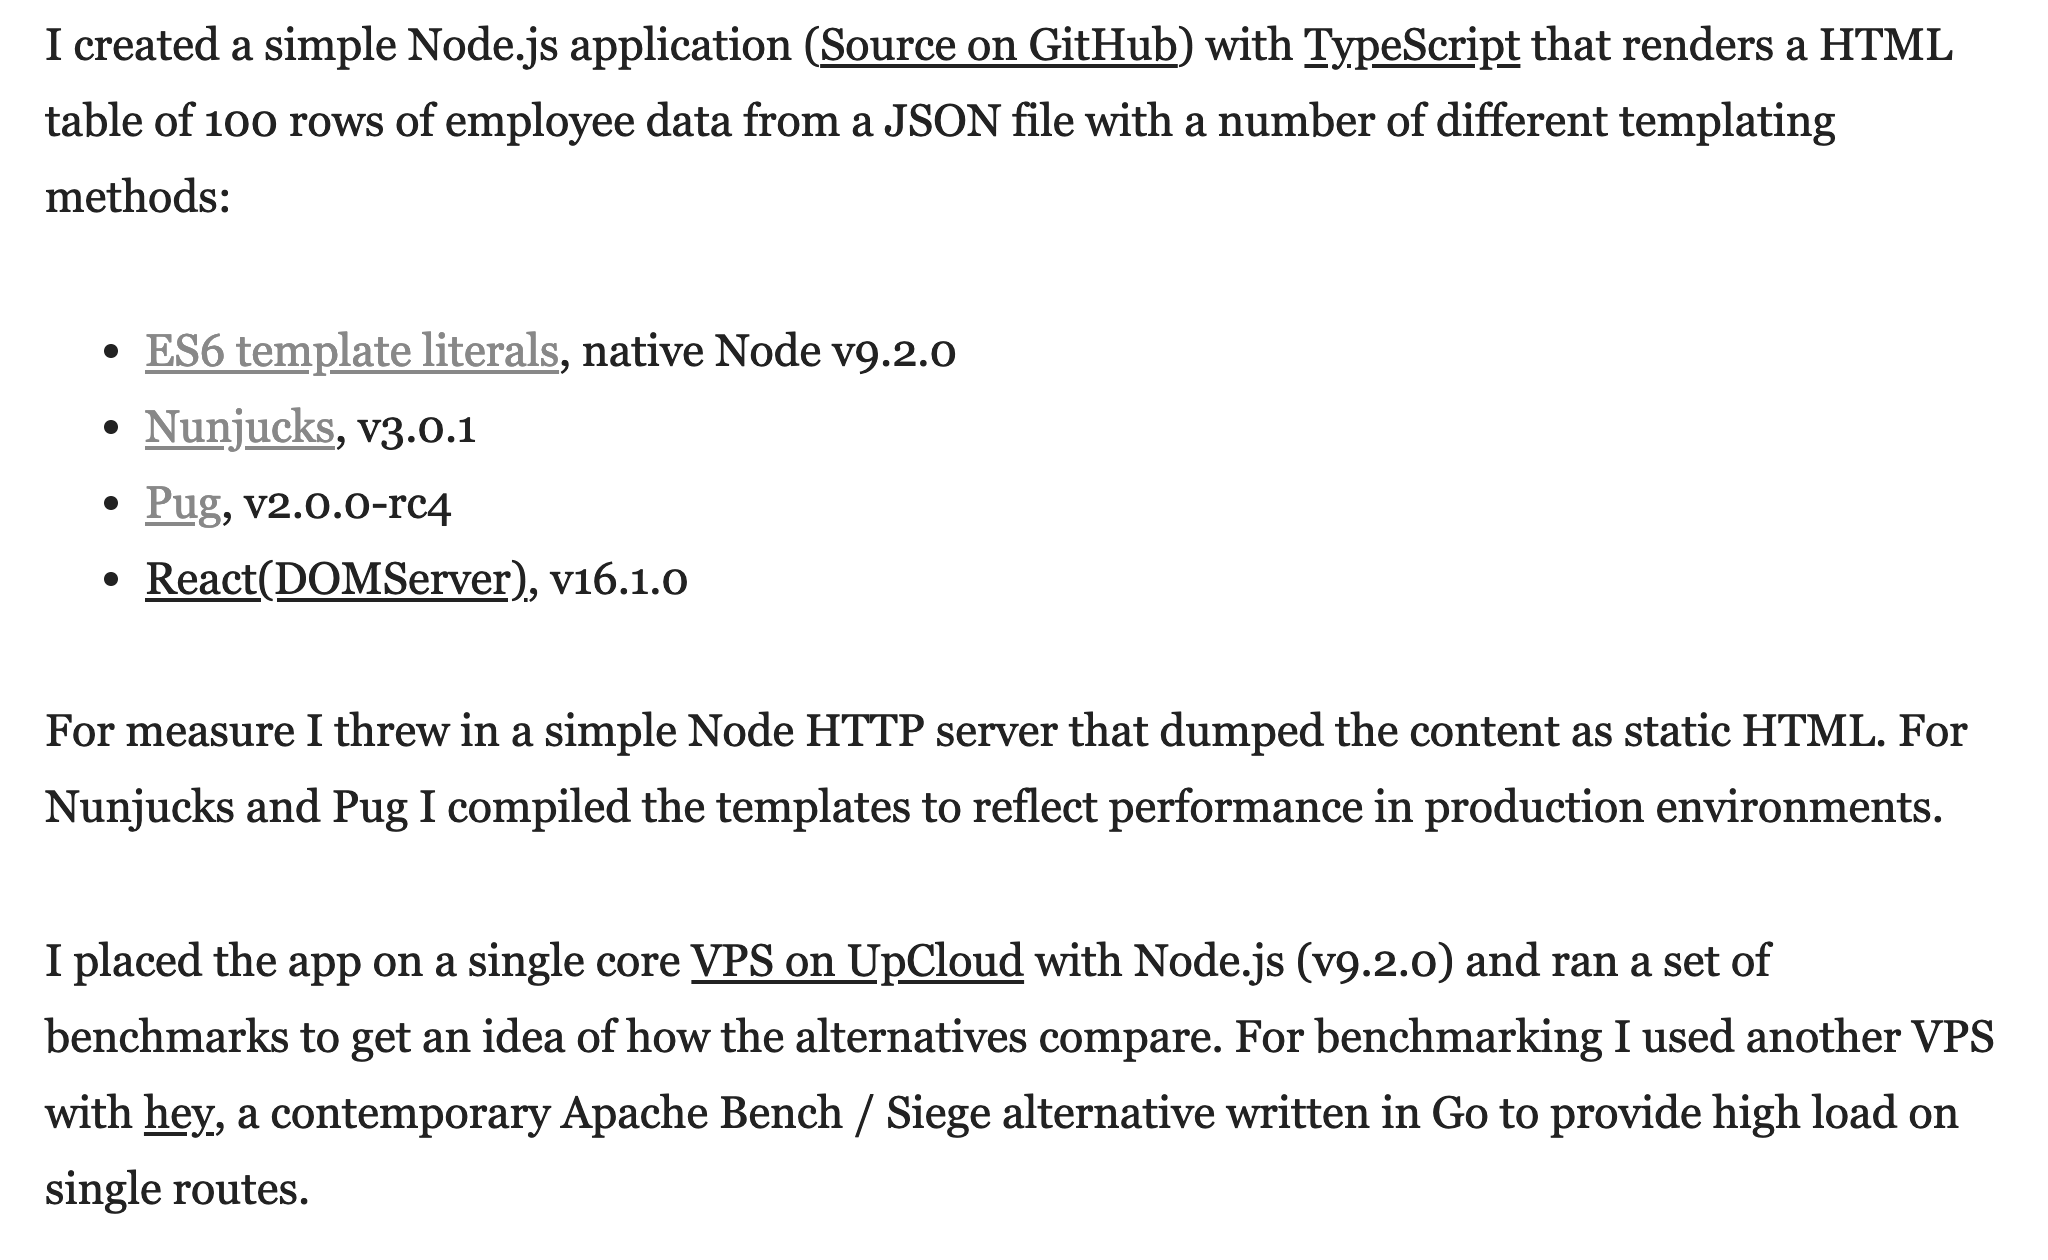 I created a simple Node.js application (Source on GitHub) with TypeScript that renders a HTML
table of 100 rows of employee data from a JSON file with a number of different templating
methods:
• ES6 template literals, native Node v9.2.0
• Nunjucks, v3.0.1
• Pug, v2.0.0-rc4
• React(DOMServer), v16.1.0
For measure I threw in a simple Node HTTP server that dumped the content as static HTML. For
Nunjucks and Pug I compiled the templates to reflect performance in production environments.
I placed the app on a single core VPS on UpCloud with Node.js (v9.2.0) and ran a set of
benchmarks to get an idea of how the alternatives compare. For benchmarking I used another VPS
with hey, a contemporary Apache Bench / Siege alternative written in Go to provide high load on
single routes.